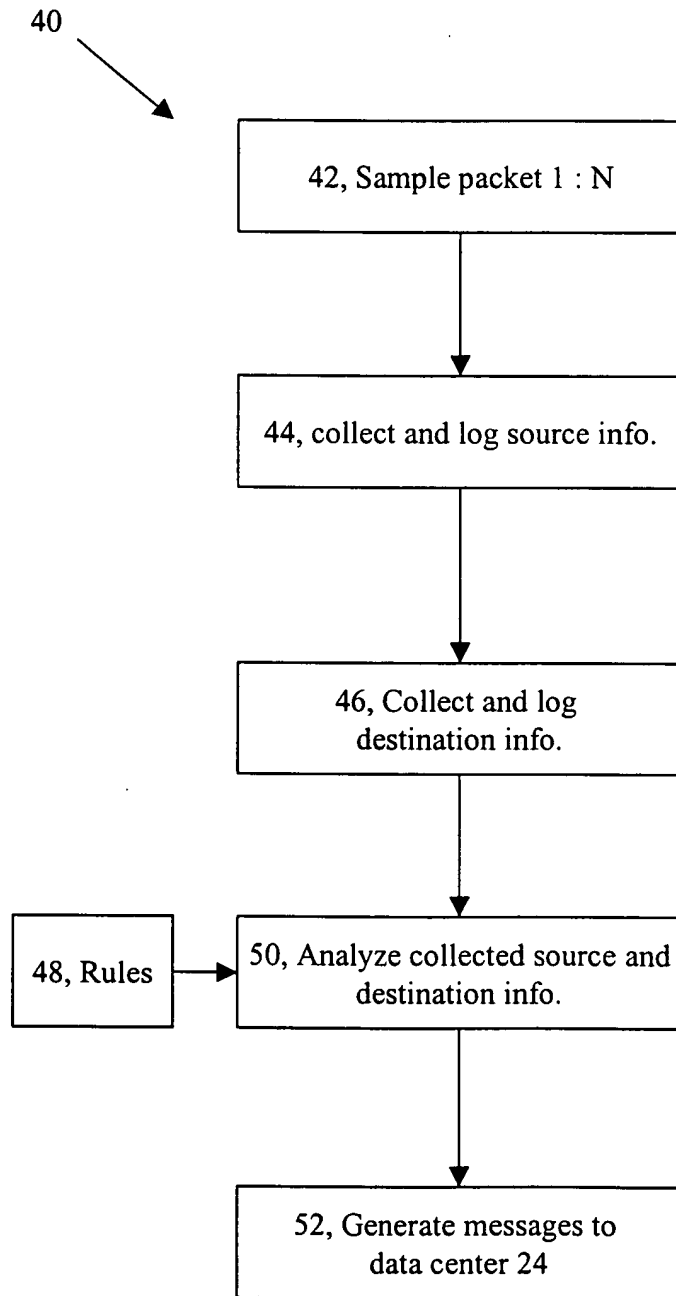 40
42, Sample packet 1 : N
44, collect and log source info.
46, Collect and log
destination info.
48, Rules
50, Analyze collected source and
destination info.
52, Generate messages to
data center 24